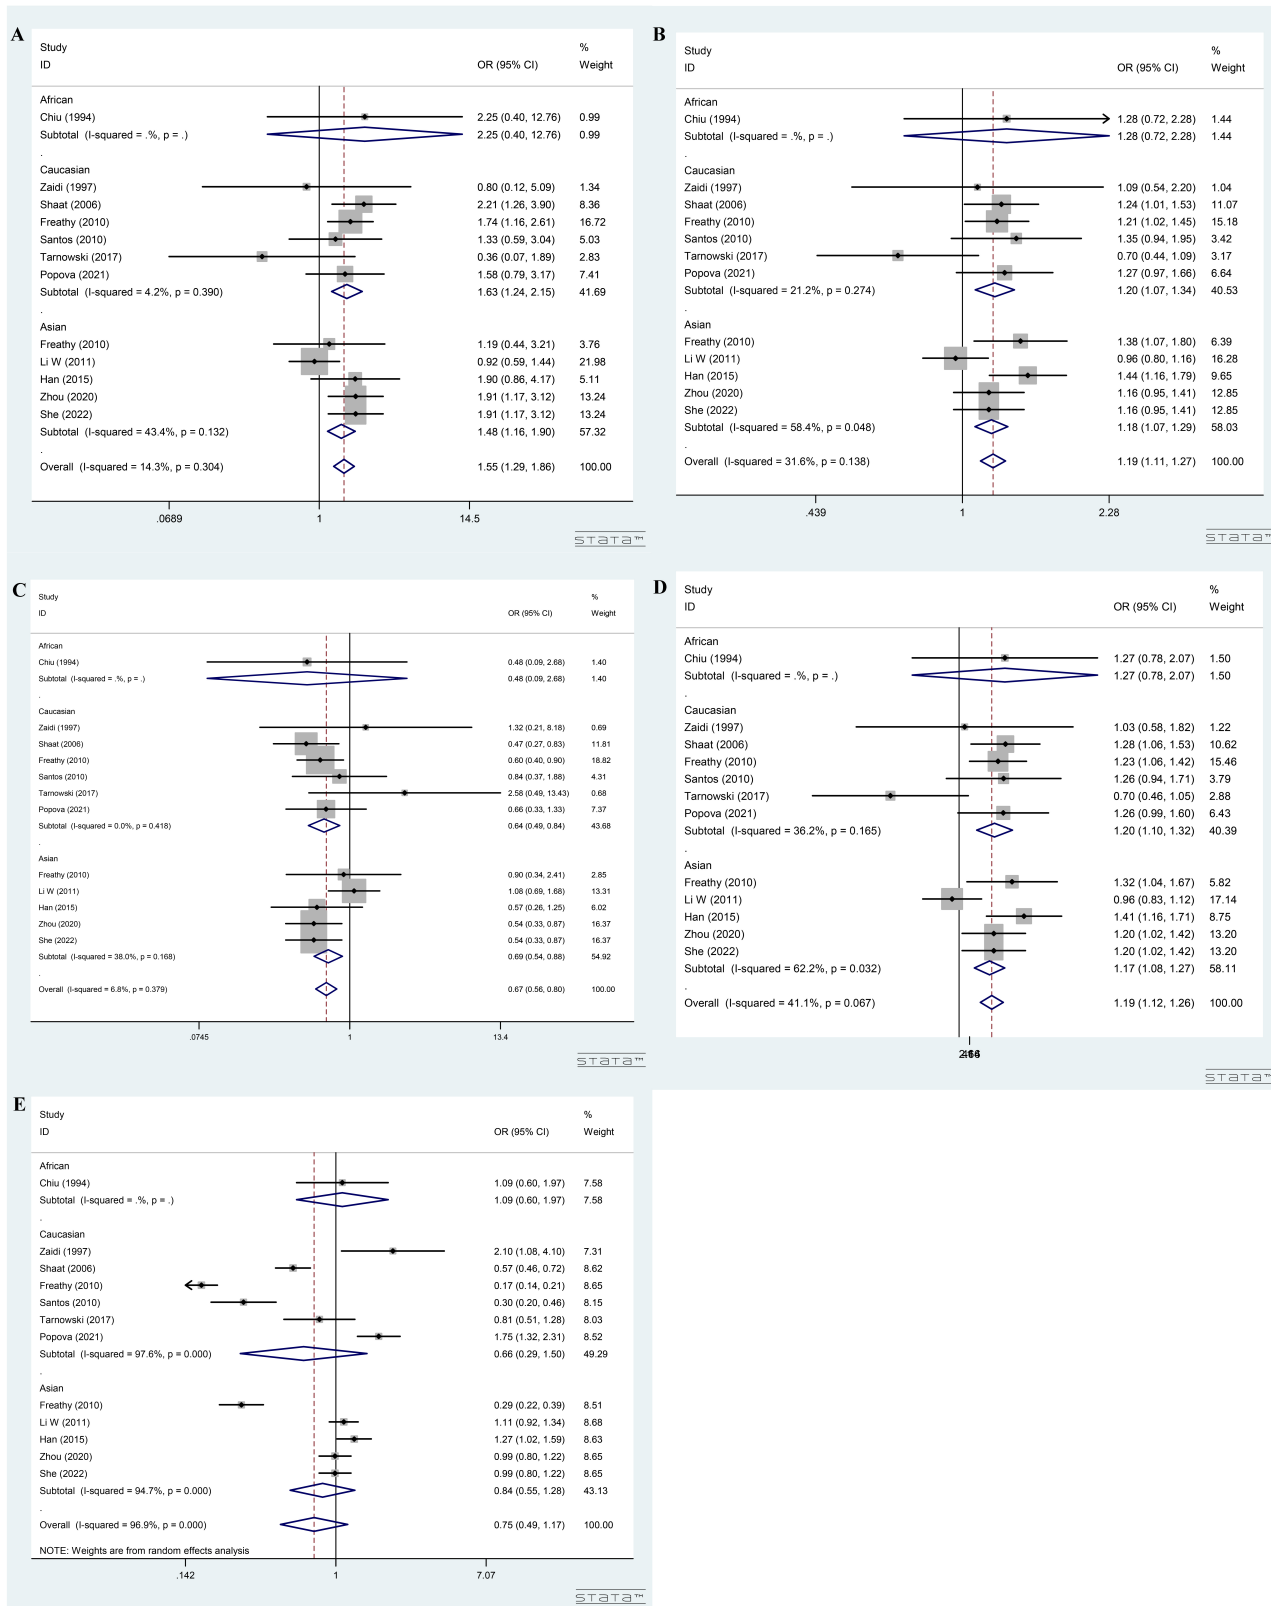 A
Study %
ID OR (95% CI) Weight
African
Chiu (1994) 2.25 (0.40, 12.76) 0.99
Subtotal (I-squared = .%, p = .) 2.25 (0.40, 12.76) 0.99
.
Caucasian
Zaidi (1997) 0.80 (0.12, 5.09) 1.34
Shaat (2006) 2.21 (1.26, 3.90) 8.36
Freathy (2010) 1.74 (1.16, 2.61) 16.72
Santos (2010) 1.33 (0.59, 3.04) 5.03
Tarnowski (2017) 0.36 (0.07, 1.89) 2.83
Popova (2021) 1.58 (0.79, 3.17) 7.41
Subtotal (I-squared = 4.2%, p = 0.390) 1.63 (1.24, 2.15) 41.69
.
Asian
Freathy (2010) 1.19 (0.44, 3.21) 3.76
Li W (2011) 0.92 (0.59, 1.44) 21.98
Han (2015) 1.90 (0.86, 4.17) 5.11
Zhou (2020) 1.91 (1.17, 3.12) 13.24
She (2022) 1.91 (1.17, 3.12) 13.24
Subtotal (I-squared = 43.4%, p = 0.132) 1.48 (1.16, 1.90) 57.32
.
Overall (I-squared = 14.3%, p = 0.304) 1.55 (1.29, 1.86) 100.00
.0689 1 14.5
STATA™
B
Study %
ID OR (95% CI) Weight
African
Chiu (1994) 1.28 (0.72, 2.28) 1.44
Subtotal (I-squared = .%, p = .) 1.28 (0.72, 2.28) 1.44
.
Caucasian
Zaidi (1997) 1.09 (0.54, 2.20) 1.04
Shaat (2006) 1.24 (1.01, 1.53) 11.07
Freathy (2010) 1.21 (1.02, 1.45) 15.18
Santos (2010) 1.35 (0.94, 1.95) 3.42
Tarnowski (2017) 0.70 (0.44, 1.09) 3.17
Popova (2021) 1.27 (0.97, 1.66) 6.64
Subtotal (I-squared = 21.2%, p = 0.274) 1.20 (1.07, 1.34) 40.53
.
Asian
Freathy (2010) 1.38 (1.07, 1.80) 6.39
Li W (2011) 0.96 (0.80, 1.16) 16.28
Han (2015) 1.44 (1.16, 1.79) 9.65
Zhou (2020) 1.16 (0.95, 1.41) 12.85
She (2022) 1.16 (0.95, 1.41) 12.85
Subtotal (I-squared = 58.4%, p = 0.048) 1.18 (1.07, 1.29) 58.03
.
Overall (I-squared = 31.6%, p = 0.138) 1.19 (1.11, 1.27) 100.00
.439 1 2.28
STATA™
C
Study %
ID OR (95% CI) Weight
African
Chiu (1994) 0.48 (0.09, 2.68) 1.40
Subtotal (I-squared = .%, p = .) 0.48 (0.09, 2.68) 1.40
.
Caucasian
Zaidi (1997) 1.32 (0.21, 8.18) 0.69
Shaat (2006) 0.47 (0.27, 0.83) 11.81
Freathy (2010) 0.60 (0.40, 0.90) 18.82
Santos (2010) 0.84 (0.37, 1.88) 4.31
Tarnowski (2017) 2.58 (0.49, 13.43) 0.68
Popova (2021) 0.66 (0.33, 1.33) 7.37
Subtotal (I-squared = 0.0%, p = 0.418) 0.64 (0.49, 0.84) 43.68
.
Asian
Freathy (2010) 0.90 (0.34, 2.41) 2.85
Li W (2011) 1.08 (0.69, 1.68) 13.31
Han (2015) 0.57 (0.26, 1.25) 6.02
Zhou (2020) 0.54 (0.33, 0.87) 16.37
She (2022) 0.54 (0.33, 0.87) 16.37
Subtotal (I-squared = 38.0%, p = 0.168) 0.69 (0.54, 0.88) 54.92
.
Overall (I-squared = 6.8%, p = 0.379) 0.67 (0.56, 0.80) 100.00
.0745 1 13.4
STATA™
D
Study %
ID OR (95% CI) Weight
African
Chiu (1994) 1.27 (0.78, 2.07) 1.50
Subtotal (I-squared = .%, p = .) 1.27 (0.78, 2.07) 1.50
.
Caucasian
Zaidi (1997) 1.03 (0.58, 1.82) 1.22
Shaat (2006) 1.28 (1.06, 1.53) 10.62
Freathy (2010) 1.23 (1.06, 1.42) 15.46
Santos (2010) 1.26 (0.94, 1.71) 3.79
Tarnowski (2017) 0.70 (0.46, 1.05) 2.88
Popova (2021) 1.26 (0.99, 1.60) 6.43
Subtotal (I-squared = 36.2%, p = 0.165) 1.20 (1.10, 1.32) 40.39
.
Asian
Freathy (2010) 1.32 (1.04, 1.67) 5.82
Li W (2011) 0.96 (0.83, 1.12) 17.14
Han (2015) 1.41 (1.16, 1.71) 8.75
Zhou (2020) 1.20 (1.02, 1.42) 13.20
She (2022) 1.20 (1.02, 1.42) 13.20
Subtotal (I-squared = 62.2%, p = 0.032) 1.17 (1.08, 1.27) 58.11
.
Overall (I-squared = 41.1%, p = 0.067) 1.19 (1.12, 1.26) 100.00
STATA™
E
Study %
ID OR (95% CI) Weight
African
Chiu (1994) 1.09 (0.60, 1.97) 7.58
Subtotal (I-squared = .%, p = .) 1.09 (0.60, 1.97) 7.58
.
Caucasian
Zaidi (1997) 2.10 (1.08, 4.10) 7.31
Shaat (2006) 0.57 (0.46, 0.72) 8.62
Freathy (2010) 0.17 (0.14, 0.21) 8.65
Santos (2010) 0.30 (0.20, 0.46) 8.15
Tarnowski (2017) 0.81 (0.51, 1.28) 8.03
Popova (2021) 1.75 (1.32, 2.31) 8.52
Subtotal (I-squared = 97.6%, p = 0.000) 0.66 (0.29, 1.50) 49.29
.
Asian
Freathy (2010) 0.29 (0.22, 0.39) 8.51
Li W (2011) 1.11 (0.92, 1.34) 8.68
Han (2015) 1.27 (1.02, 1.59) 8.63
Zhou (2020) 0.99 (0.80, 1.22) 8.65
She (2022) 0.99 (0.80, 1.22) 8.65
Subtotal (I-squared = 94.7%, p = 0.000) 0.84 (0.55, 1.28) 43.13
.
Overall (I-squared = 96.9%, p = 0.000) 0.75 (0.49, 1.17) 100.00
NOTE: Weights are from random effects analysis
.142 1 7.07
STATA™